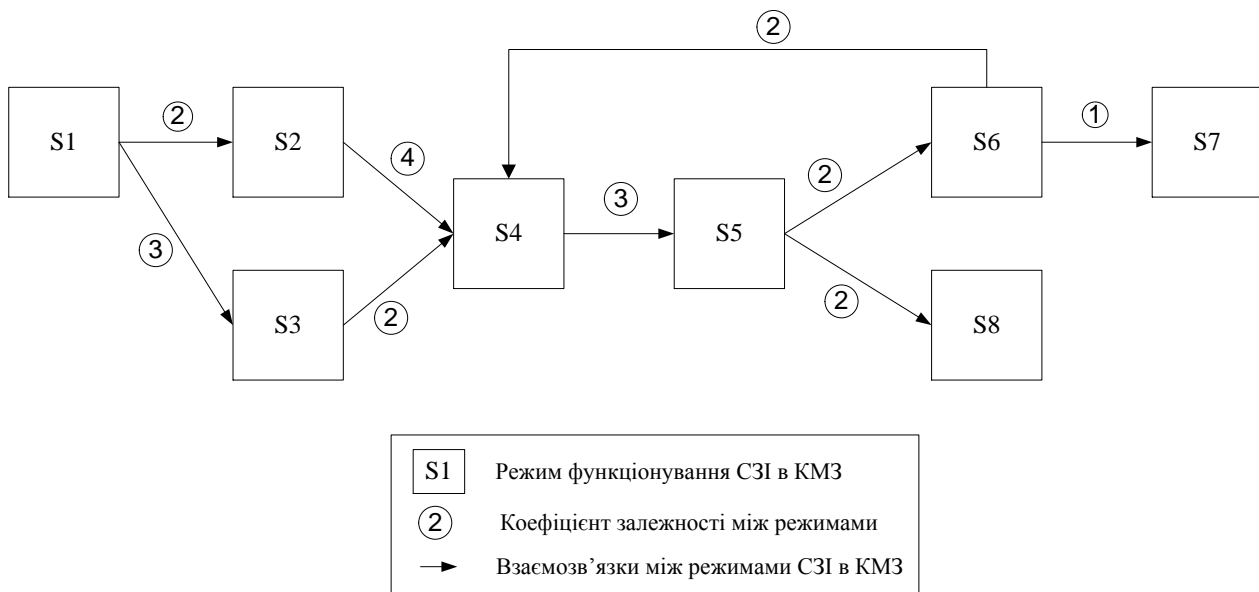 2
S1
2
S2
4
S4
3
S5
2
S6
1
S7
3
S3
2
2
S8
S1 Режим функціонування СЗІ в КМЗ
2 Коефіцієнт залежності між режимами
Взаємозв’язки між режимами СЗІ в КМЗ